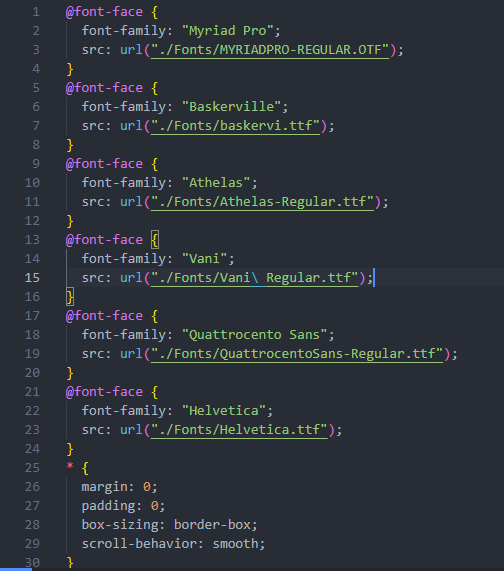 1 @font-face {
2 font-family: "Myriad Pro";
3 src: url("./Fonts/MYRIADPRO-REGULAR.OTF");
4 }
5 @font-face {
6 font-family: "Baskerville";
7 src: url("./Fonts/baskervi.ttf");
8 }
9 @font-face {
10 font-family: "Athelas";
11 src: url("./Fonts/Athelas-Regular.ttf");
12 }
13 @font-face {
14 font-family: "Vani";
15 src: url("./Fonts/Vani\ Regular.ttf");
16 }
17 @font-face {
18 font-family: "Quattrocento Sans";
19 src: url("./Fonts/QuattrocentoSans-Regular.ttf");
20 }
21 @font-face {
22 font-family: "Helvetica";
23 src: url("./Fonts/Helvetica.ttf");
24 }
25 * {
26 margin: 0;
27 padding: 0;
28 box-sizing: border-box;
29 scroll-behavior: smooth;
30 }